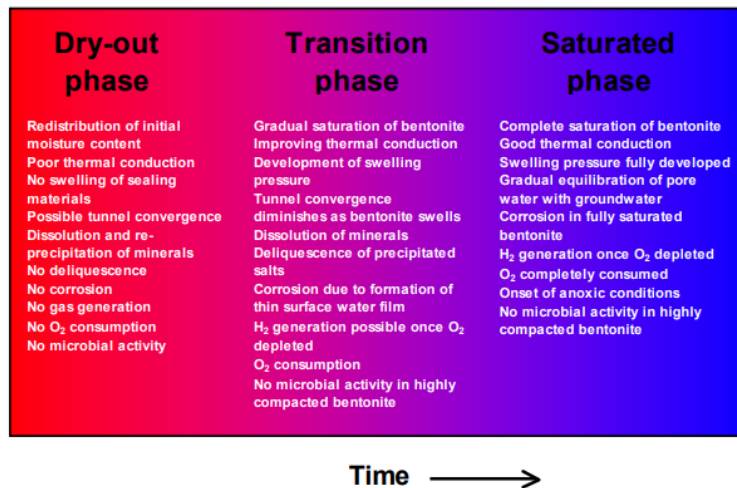 Dry-out
phase
Redistribution of initial
moisture content
Poor thermal conduction
No swelling of sealing
materials
Possible tunnel convergence
Dissolution and re-
precipitation of minerals
No deliquescence
No corrosion
No gas generation
No O₂ consumption
No microbial activity
Transition
phase
Gradual saturation of bentonite
Improving thermal conduction
Development of swelling
pressure
Tunnel convergence
diminishes as bentonite swells
Dissolution of minerals
Deliquescence of precipitated
salts
Corrosion due to formation of
thin surface water film
H₂ generation possible once O₂
depleted
O₂ consumption
No microbial activity in highly
compacted bentonite
Saturated
phase
Complete saturation of bentonite
Good thermal conduction
Swelling pressure fully developed
Gradual equilibration of pore
water with groundwater
Corrosion in fully saturated
bentonite
H₂ generation once O₂ depleted
O₂ completely consumed
Onset of anoxic conditions
No microbial activity in highly
compacted bentonite
Time